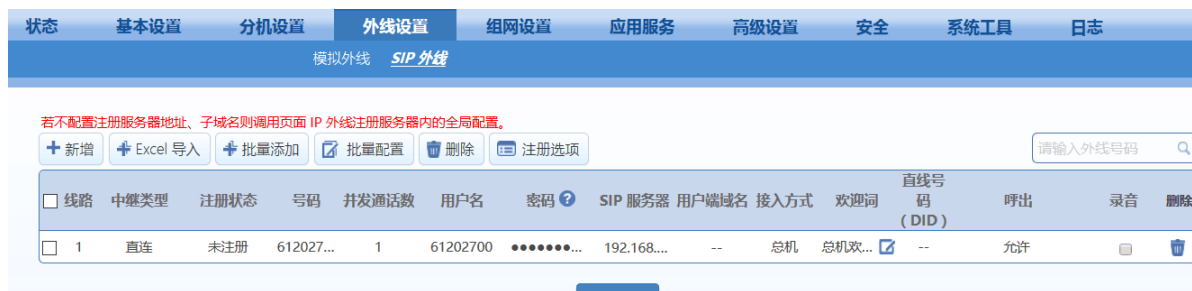 状态 基本设置 分机设置 外线设置 组网设置 应用服务 高级设置 安全 系统工具 日志
模拟外线 SIP 外线
若不配置注册服务器地址、子域名则调用页面 IP 外线注册服务器内的全局配置。
新增 Excel 导入 批量添加 批量配置 删除 注册选项 请输入外线号码
线路 中继类型 注册状态 号码 并发通话数 用户名 密码 ? SIP 服务器 用户端域名 接入方式 欢迎词 直线号码(DID) 呼出 录音 删除
1 直连 未注册 612027... 1 61202700 ●●●●●●●... 192.168.... -- 总机 总机欢... -- 允许